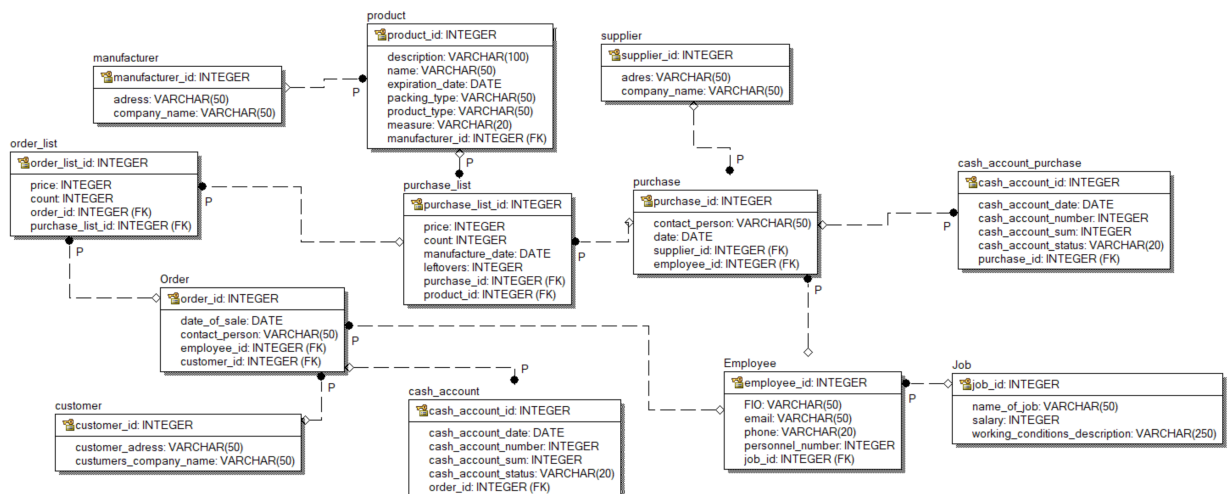 product
product_id: INTEGER
description: VARCHAR(100)
name: VARCHAR(50)
expiration_date: DATE
packing_type: VARCHAR(50)
product_type: VARCHAR(50)
measure: VARCHAR(20)
manufacturer_id: INTEGER (FK)
P
supplier
supplier_id: INTEGER
adres: VARCHAR(50)
company_name: VARCHAR(50)
P
manufacturer
manufacturer_id: INTEGER
adress: VARCHAR(50)
company_name: VARCHAR(50)
P
order_list
order_list_id: INTEGER
price: INTEGER
count: INTEGER
order_id: INTEGER (FK)
purchase_list_id: INTEGER (FK)
P
P
purchase_list
purchase_list_id: INTEGER
price: INTEGER
count: INTEGER
manufacture_date: DATE
leftovers: INTEGER
purchase_id: INTEGER (FK)
product_id: INTEGER (FK)
P
purchase
purchase_id: INTEGER
contact_person: VARCHAR(50)
date: DATE
supplier_id: INTEGER (FK)
employee_id: INTEGER (FK)
P
cash_account_purchase
cash_account_id: INTEGER
cash_account_date: DATE
cash_account_number: INTEGER
cash_account_sum: INTEGER
cash_account_status: VARCHAR(20)
purchase_id: INTEGER (FK)
P
Order
order_id: INTEGER
date_of_sale: DATE
contact_person: VARCHAR(50)
employee_id: INTEGER (FK)
customer_id: INTEGER (FK)
P
P
P
customer
customer_id: INTEGER
customer_adress: VARCHAR(50)
custumers_company_name: VARCHAR(50)
cash_account
cash_account_id: INTEGER
cash_account_date: DATE
cash_account_number: INTEGER
cash_account_sum: INTEGER
cash_account_status: VARCHAR(20)
order_id: INTEGER (FK)
Employee
employee_id: INTEGER
FIO: VARCHAR(50)
email: VARCHAR(50)
phone: VARCHAR(20)
personnel_number: INTEGER
job_id: INTEGER (FK)
P
Job
job_id: INTEGER
name_of_job: VARCHAR(50)
salary: INTEGER
working_conditions_description: VARCHAR(250)